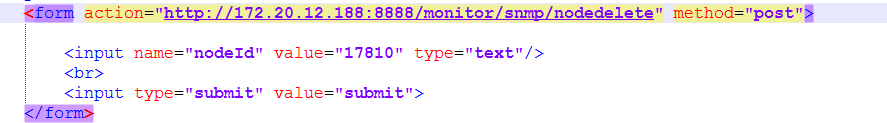 <form action="http://172.20.12.188:8888/monitor/snmp/nodedelete" method="post">
<input name="nodeId" value="17810" type="text"/>
<br>
<input type="submit" value="submit">
</form>